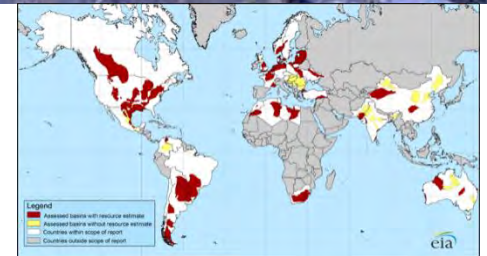 Legend
Assessed basins with resource estimate
Assessed basins without resource estimate
Countries within scope of report
Countries outside scope of report
eia